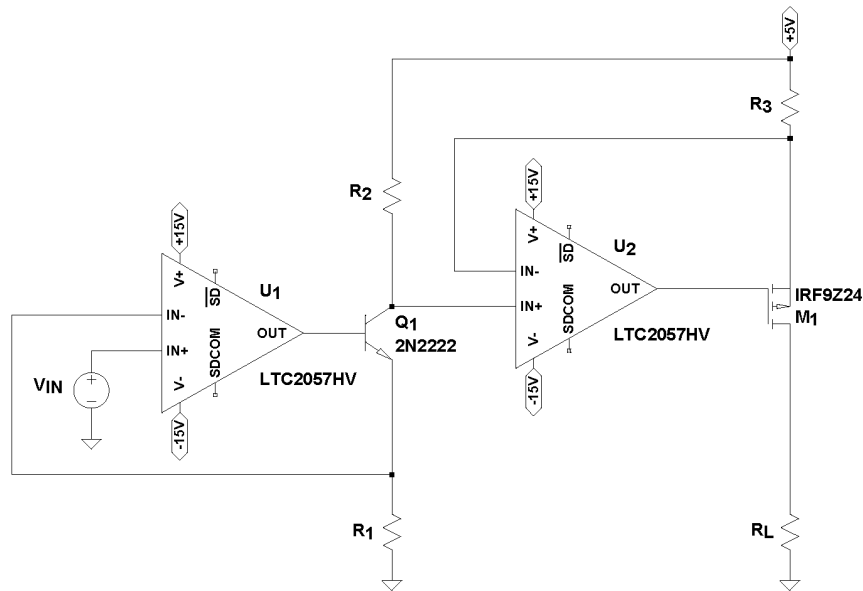 +5V
R3
R2
+15V
+15V
V+
SD
U2
IN-
OUT
IRF9Z24
M1
IN+
SDCOM
V-
LTC2057HV
-15V
V+
SD
U1
IN-
OUT
Q1
2N2222
IN+
SDCOM
V-
LTC2057HV
VIN
+
−
-15V
R1
RL